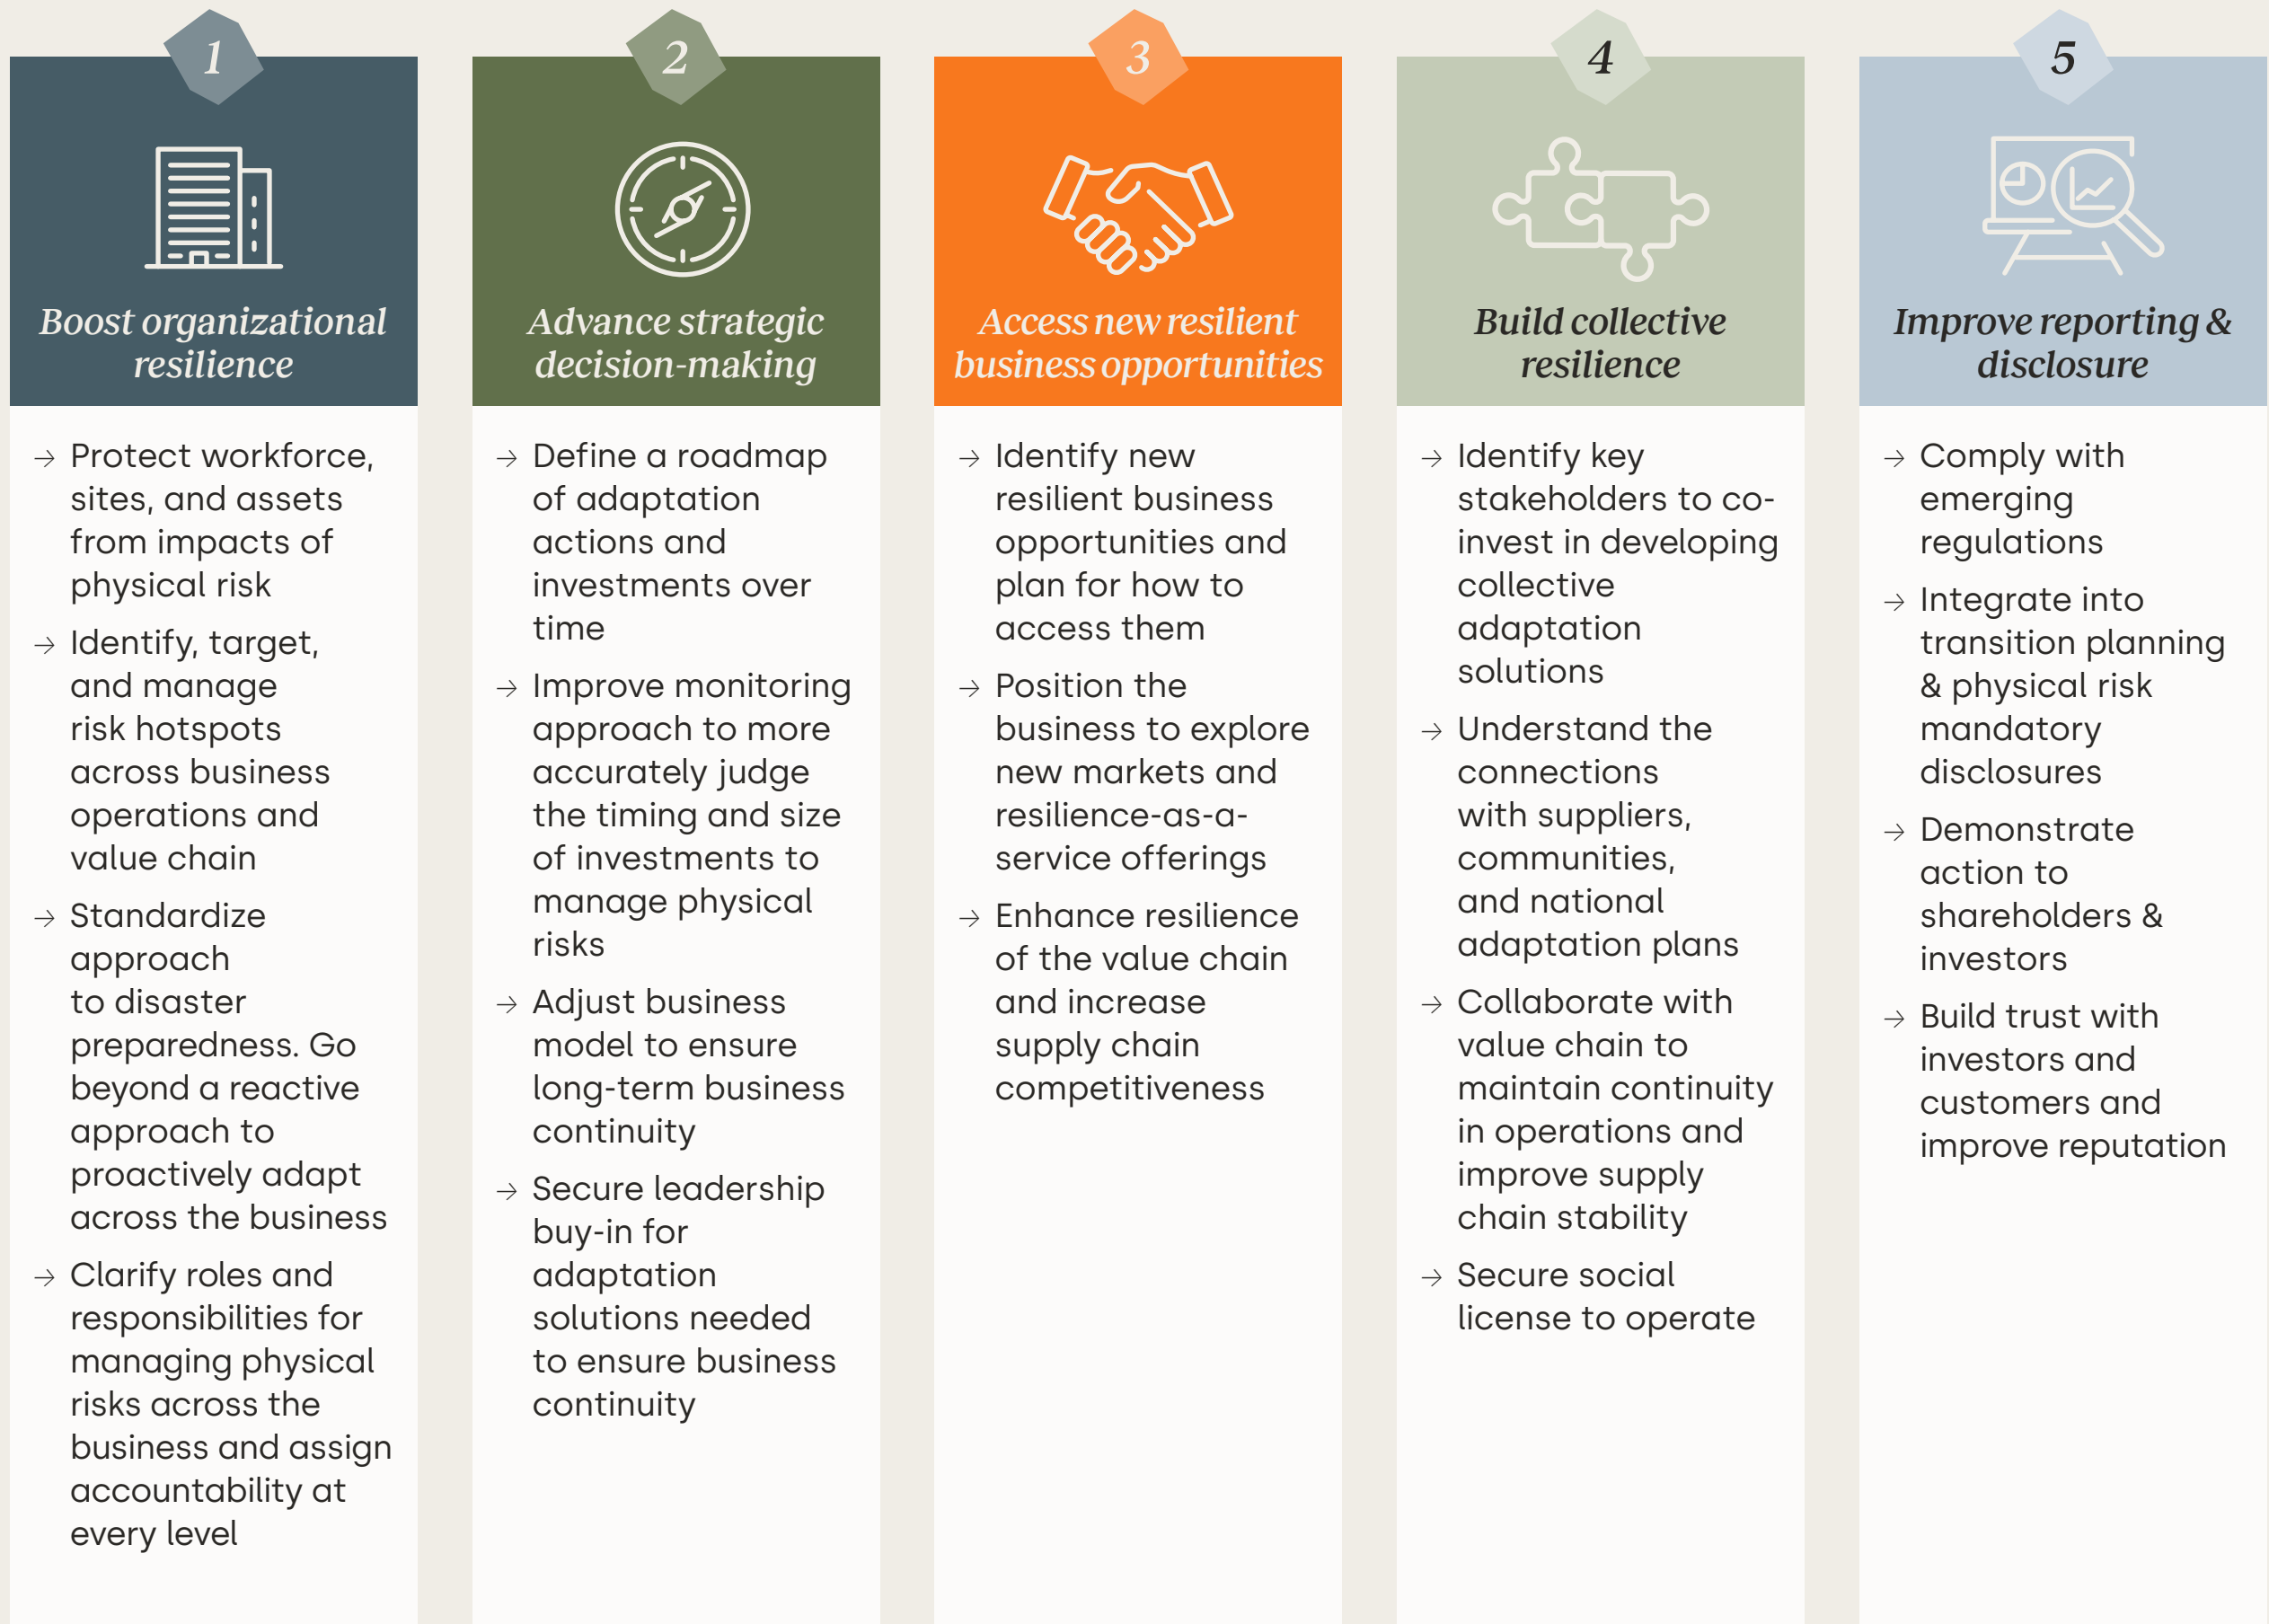 1
Boost organizational
resilience
→ Protect workforce,
sites, and assets
from impacts of
physical risk
→ Identify, target,
and manage
risk hotspots
across business
operations and
value chain
→ Standardize
approach
to disaster
preparedness. Go
beyond a reactive
approach to
proactively adapt
across the business
→ Clarify roles and
responsibilities for
managing physical
risks across the
business and assign
accountability at
every level
2
Advance strategic
decision-making
→ Define a roadmap
of adaptation
actions and
investments over
time
→ Improve monitoring
approach to more
accurately judge
the timing and size
of investments to
manage physical
risks
→ Adjust business
model to ensure
long-term business
continuity
→ Secure leadership
buy-in for
adaptation
solutions needed
to ensure business
continuity
3
Access new resilient
business opportunities
→ Identify new
resilient business
opportunities and
plan for how to
access them
→ Position the
business to explore
new markets and
resilience-as-a-
service offerings
→ Enhance resilience
of the value chain
and increase
supply chain
competitiveness
4
Build collective
resilience
→ Identify key
stakeholders to co-
invest in developing
collective
adaptation
solutions
→ Understand the
connections
with suppliers,
communities,
and national
adaptation plans
→ Collaborate with
value chain to
maintain continuity
in operations and
improve supply
chain stability
→ Secure social
license to operate
5
Improve reporting &
disclosure
→ Comply with
emerging
regulations
→ Integrate into
transition planning
& physical risk
mandatory
disclosures
→ Demonstrate
action to
shareholders &
investors
→ Build trust with
investors and
customers and
improve reputation